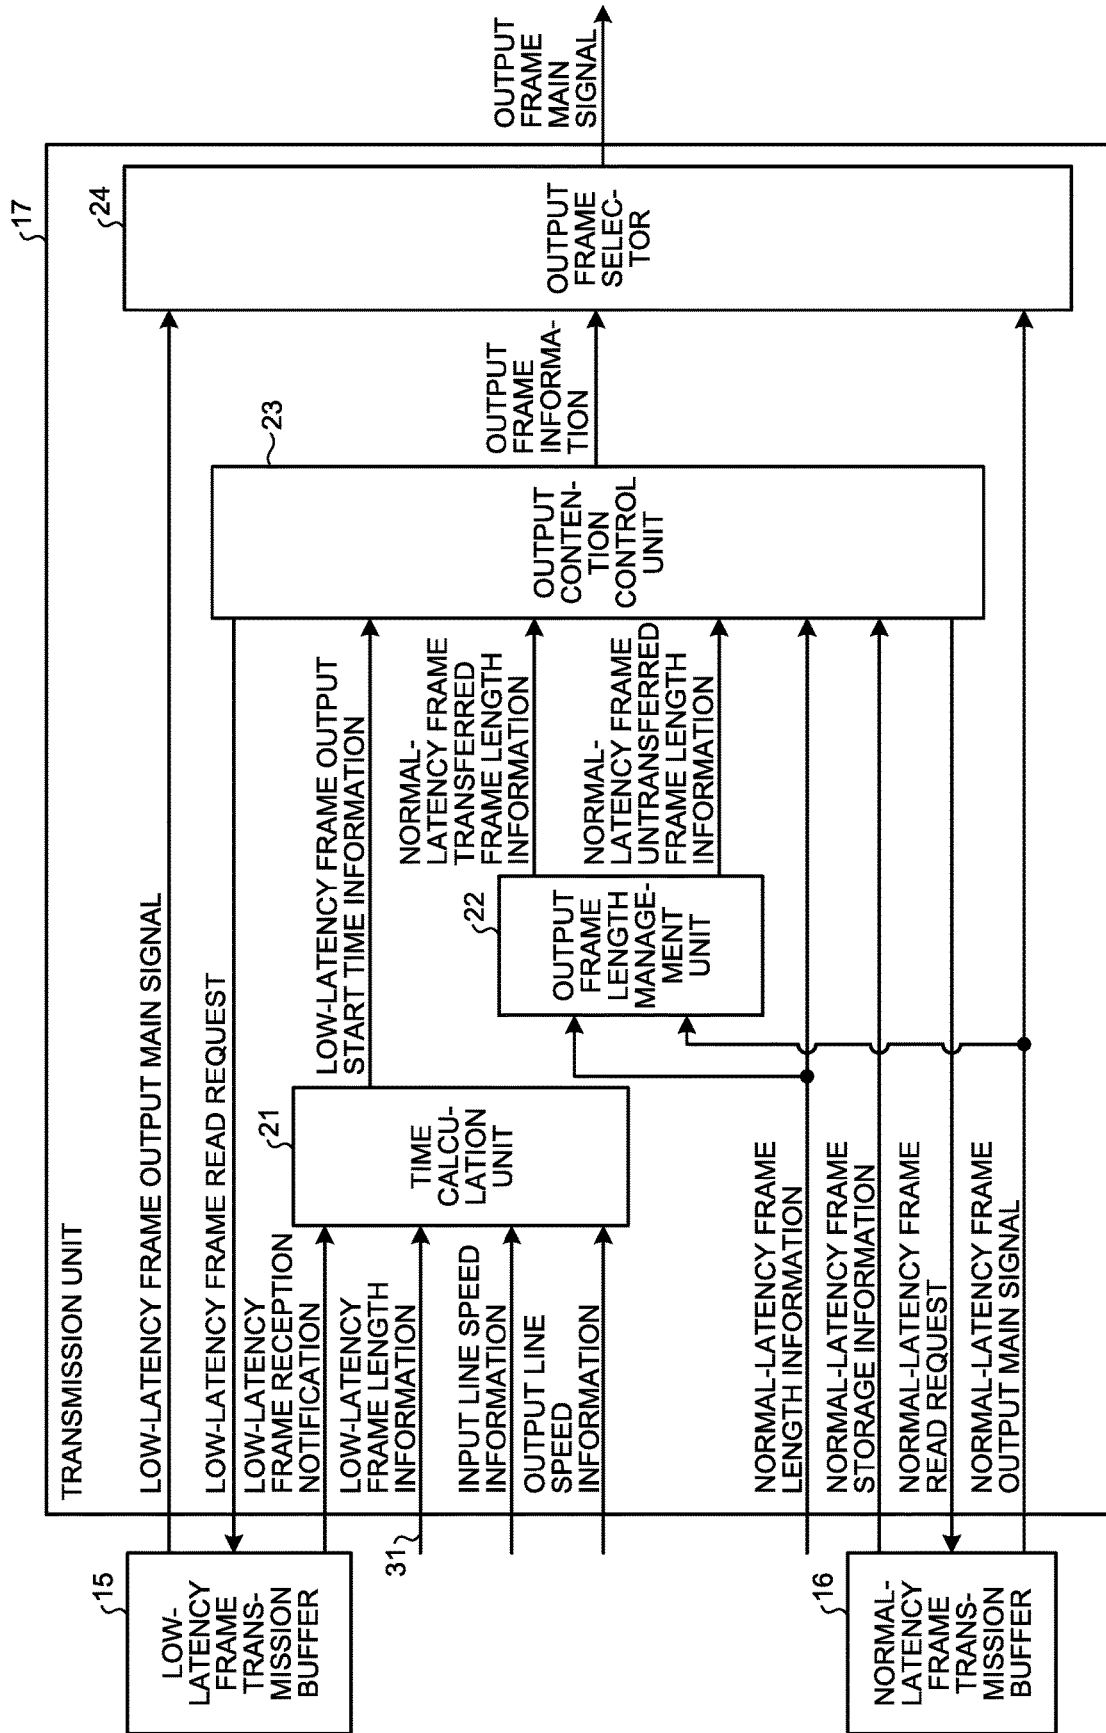 TRANSMISSION UNIT
17
15
LOW-
LATENCY
FRAME
TRANS-
MISSION
BUFFER
16
NORMAL-
LATENCY
FRAME
TRANS-
MISSION
BUFFER
LOW-LATENCY FRAME OUTPUT MAIN SIGNAL
LOW-LATENCY FRAME READ REQUEST
LOW-LATENCY
FRAME RECEPTION
NOTIFICATION
LOW-LATENCY
FRAME LENGTH
INFORMATION
31
INPUT LINE SPEED
INFORMATION
OUTPUT LINE
SPEED
INFORMATION
NORMAL-LATENCY FRAME
LENGTH INFORMATION
NORMAL-LATENCY FRAME
STORAGE INFORMATION
NORMAL-LATENCY FRAME
READ REQUEST
NORMAL-LATENCY FRAME
OUTPUT MAIN SIGNAL
21
TIME
CALCU-
LATION
UNIT
LOW-LATENCY FRAME OUTPUT
START TIME INFORMATION
22
OUTPUT
FRAME
LENGTH
MANAGE-
MENT
UNIT
NORMAL-
LATENCY FRAME
TRANSFERRED
FRAME LENGTH
INFORMATION
NORMAL-
LATENCY FRAME
UNTRANSFERRED
FRAME LENGTH
INFORMATION
23
OUTPUT
CONTEN-
TION
CONTROL
UNIT
OUTPUT
FRAME
INFORMA-
TION
24
OUTPUT
FRAME
SELEC-
TOR
OUTPUT
FRAME
MAIN
SIGNAL